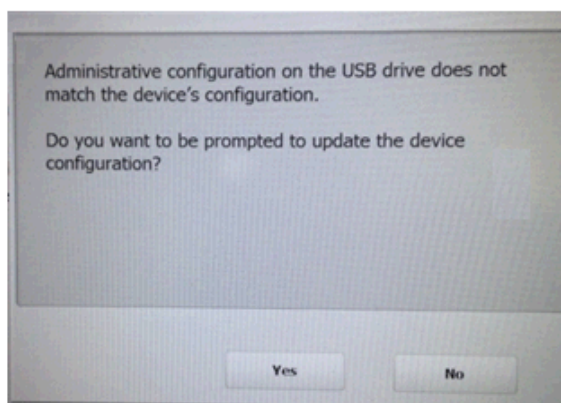 Administrative configuration on the USB drive does not
match the device's configuration.
Do you want to be prompted to update the device
configuration?
Yes
No